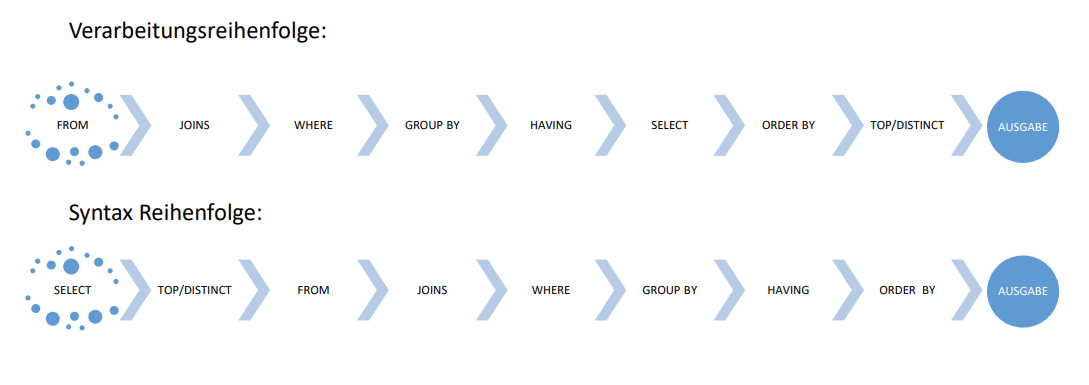 Verarbeitungsreihenfolge:
FROM
JOINS
WHERE
GROUP BY
HAVING
SELECT
ORDER BY
TOP/DISTINCT
AUSGABE
Syntax Reihenfolge:
SELECT
TOP/DISTINCT
FROM
JOINS
WHERE
GROUP BY
HAVING
ORDER BY
AUSGABE